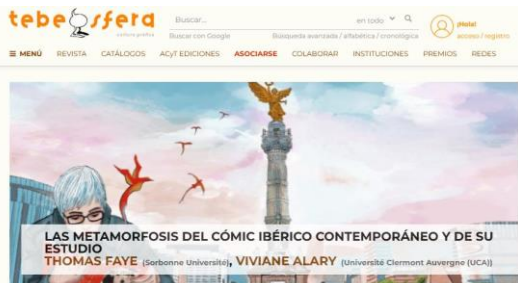 tebeosfera
Buscar... en todo
Buscar con Google Búsqueda avanzada / alfabética / cronológica
¡Hola!
acceso / registro
≡ MENÚ REVISTA CATÁLOGOS ACyT EDICIONES ASOCIARSE COLABORAR INSTITUCIONES PREMIOS REDES
LAS METAMORFOSIS DEL CÓMIC IBÉRICO CONTEMPORÁNEO Y DE SU
ESTUDIO
THOMAS FAYE (Sorbonne Université), VIVIANE ALARY (Université Clermont Auvergne (UCA))